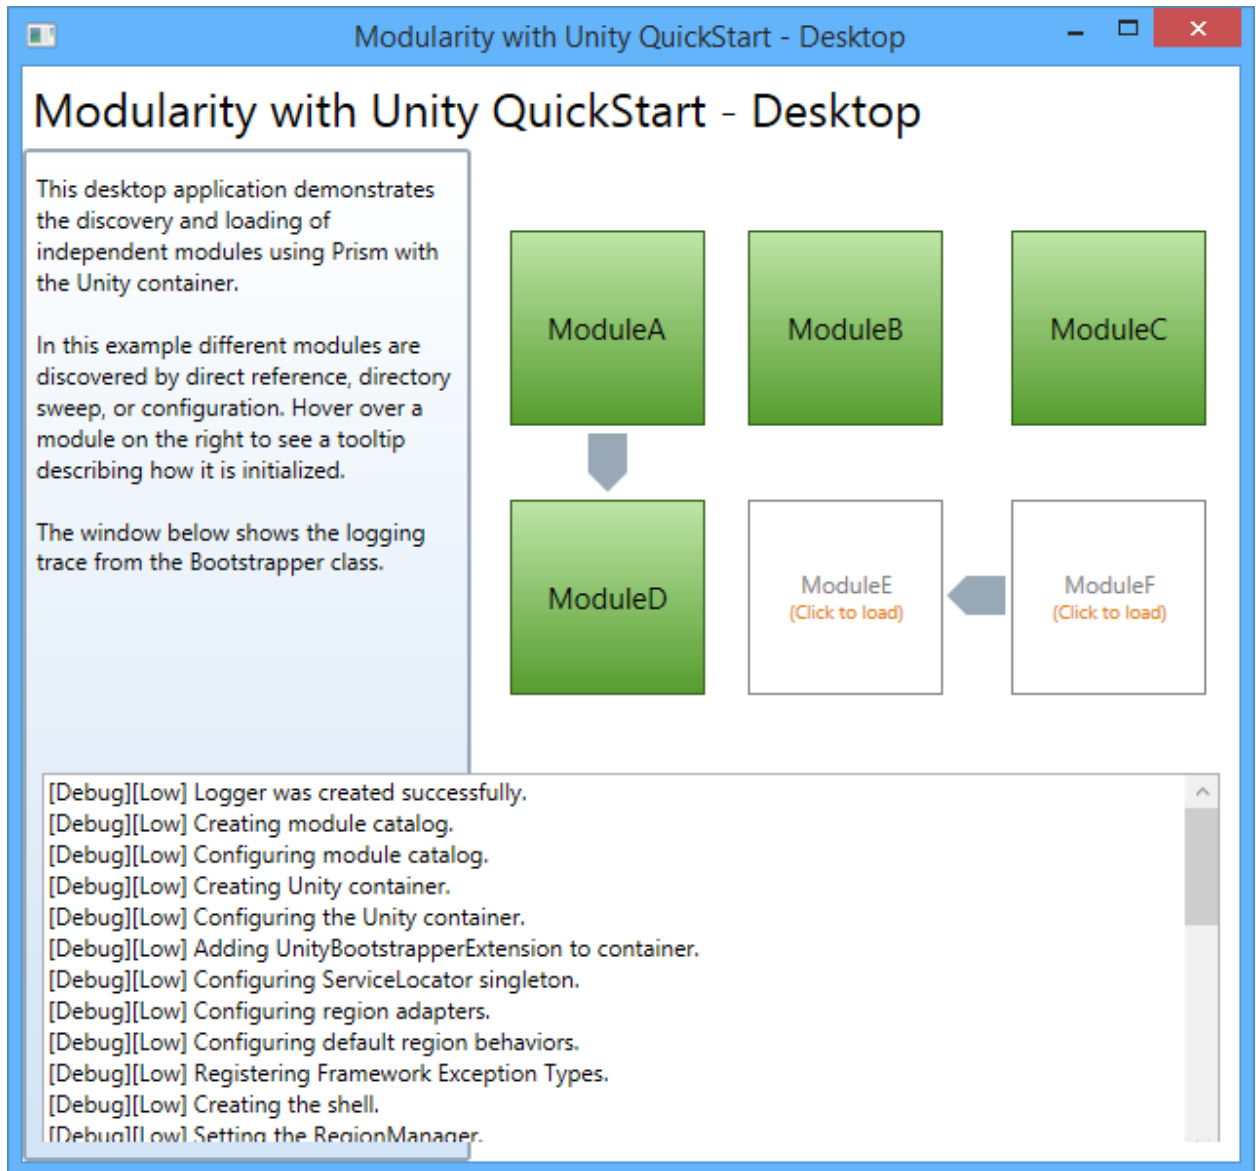 Modularity with Unity QuickStart - Desktop
Modularity with Unity QuickStart - Desktop
This desktop application demonstrates
the discovery and loading of
independent modules using Prism with
the Unity container.
In this example different modules are
discovered by direct reference, directory
sweep, or configuration. Hover over a
module on the right to see a tooltip
describing how it is initialized.
The window below shows the logging
trace from the Bootstrapper class.
ModuleA
ModuleB
ModuleC
ModuleD
ModuleE
(Click to load)
ModuleF
(Click to load)
[Debug][Low] Logger was created successfully.
[Debug][Low] Creating module catalog.
[Debug][Low] Configuring module catalog.
[Debug][Low] Creating Unity container.
[Debug][Low] Configuring the Unity container.
[Debug][Low] Adding UnityBootstrapperExtension to container.
[Debug][Low] Configuring ServiceLocator singleton.
[Debug][Low] Configuring region adapters.
[Debug][Low] Configuring default region behaviors.
[Debug][Low] Registering Framework Exception Types.
[Debug][Low] Creating the shell.
[Debug][Low] Setting the RegionManager.